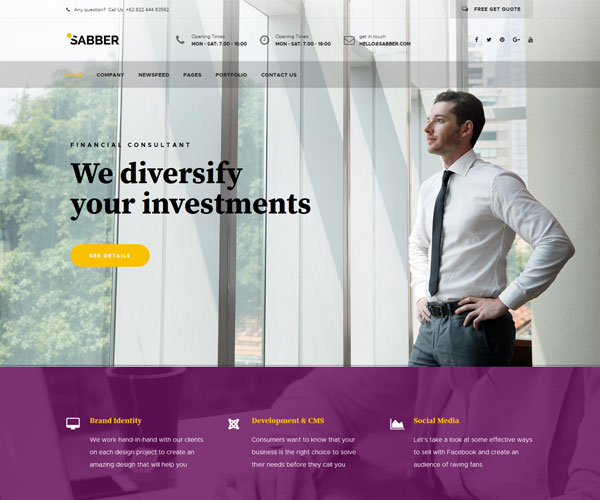 Any question? Call Us +62 822 444 63562
FREE GET QUOTE
SABBER
Opening Times
MON - SAT: 7.00 - 18:00
Opening Times
MON - SAT: 7.00 - 18:00
get in touch
HELLO@SABBER.COM
HOME COMPANY NEWSFEED PAGES PORTFOLIO CONTACT US
FINANCIAL CONSULTANT
We diversify
your investments
SEE DETAILS
Brand Identity
We work hand-in-hand with our clients
on each design project to create an
amazing design that will help you
Development & CMS
Consumers want to know that your
business is the right choice to solve
their needs before they call you
Social Media
Let's take a look at some effective ways
to sell with Facebook and create an
audience of raving fans.